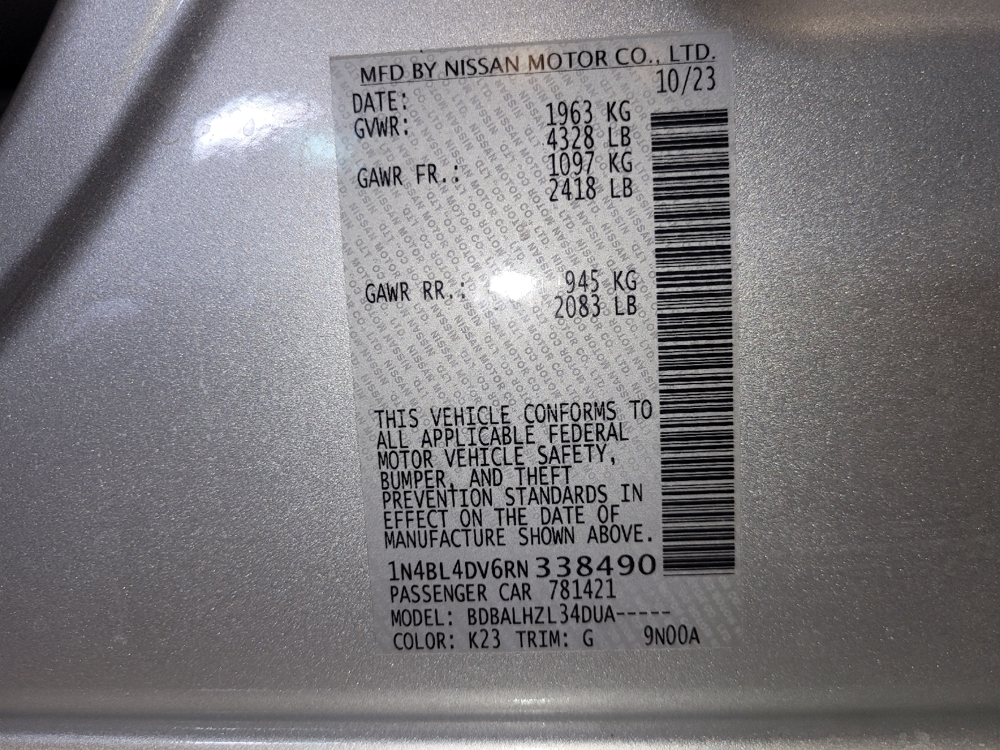 MFD BY NISSAN MOTOR CO., LTD.
DATE: 10/23
GVWR: 1963 KG
4328 LB
GAWR FR.: 1097 KG
2418 LB
GAWR RR.: 945 KG
2083 LB
THIS VEHICLE CONFORMS TO
ALL APPLICABLE FEDERAL
MOTOR VEHICLE SAFETY,
BUMPER, AND THEFT
PREVENTION STANDARDS IN
EFFECT ON THE DATE OF
MANUFACTURE SHOWN ABOVE.
1N4BL4DV6RN 338490
PASSENGER CAR 781421
MODEL: BDBALHZL34DUA-----
COLOR: K23 TRIM: G 9N00A